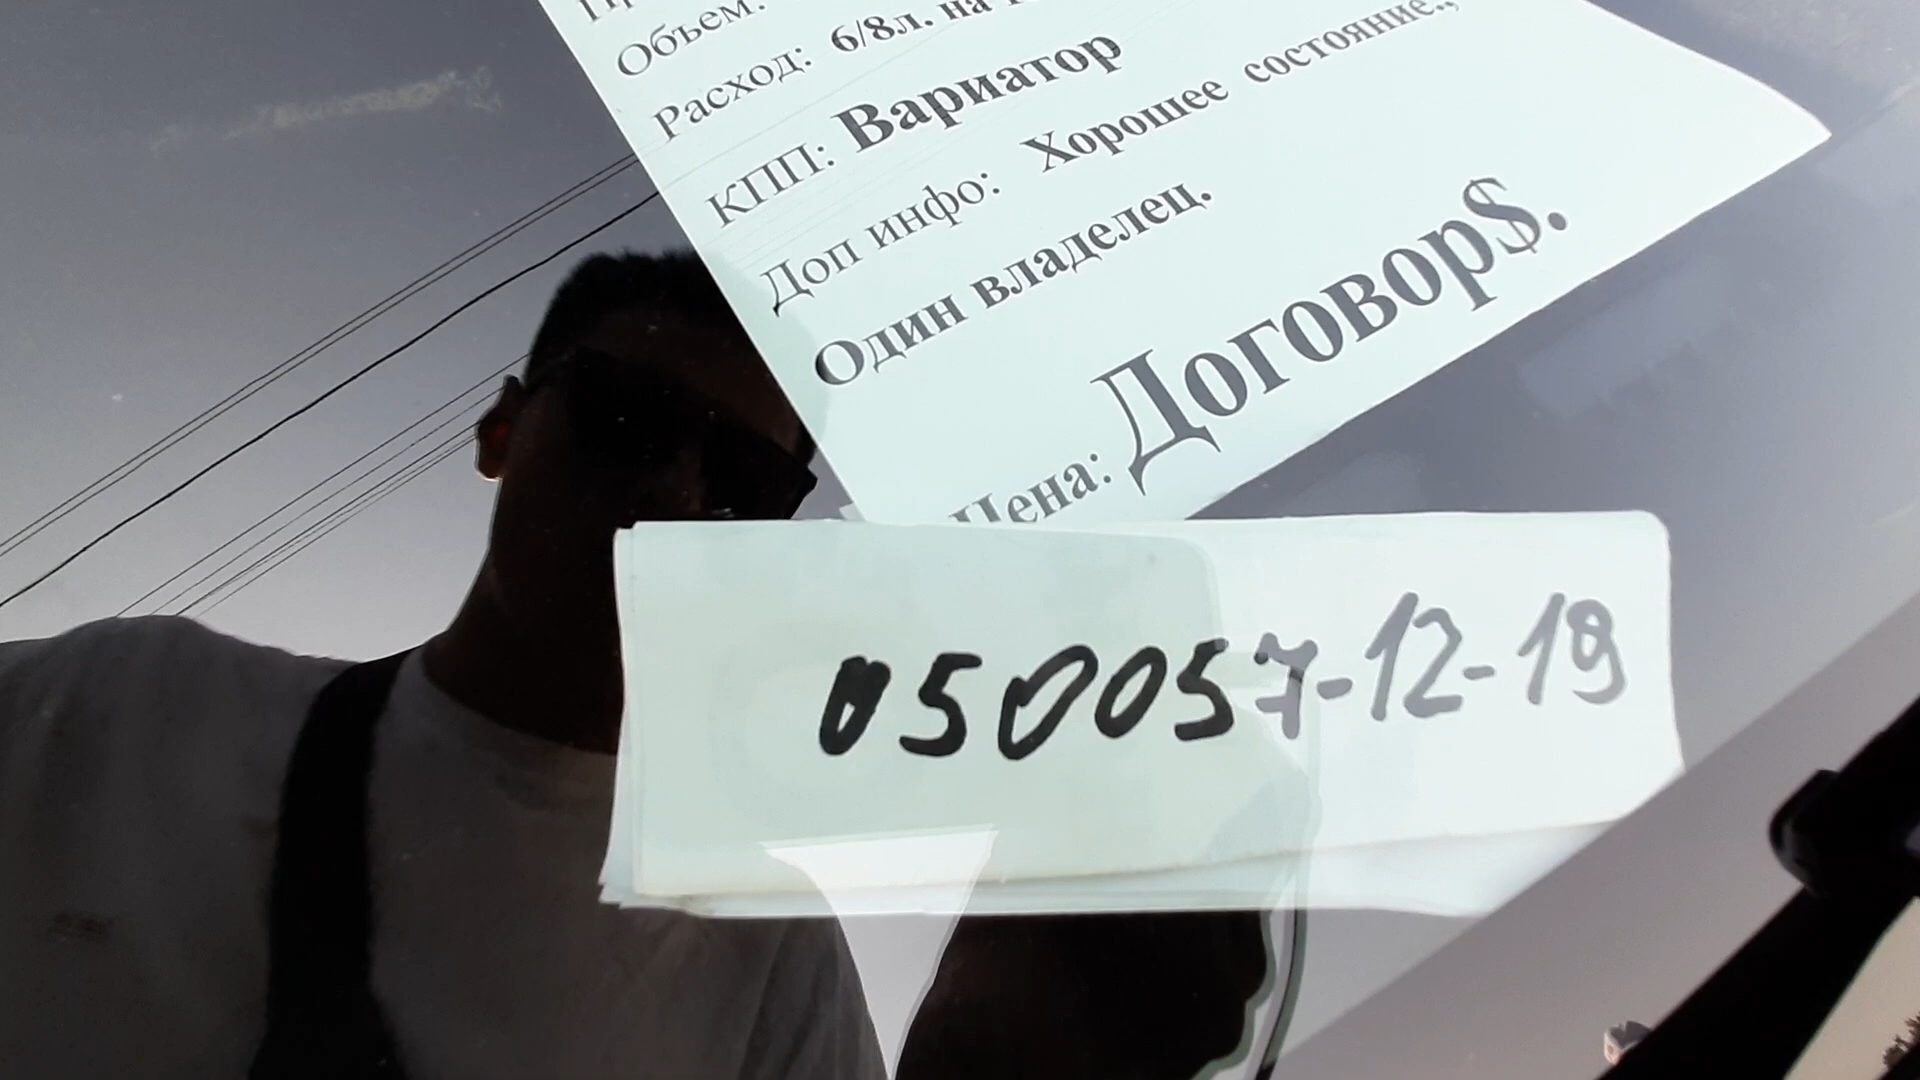 Объем:
Расход: 6/8л. на
КПП: Вариатор
Доп инфо: Хорошее состояние.,
Один владелец.
Цена: Договор$.
050057-12-19